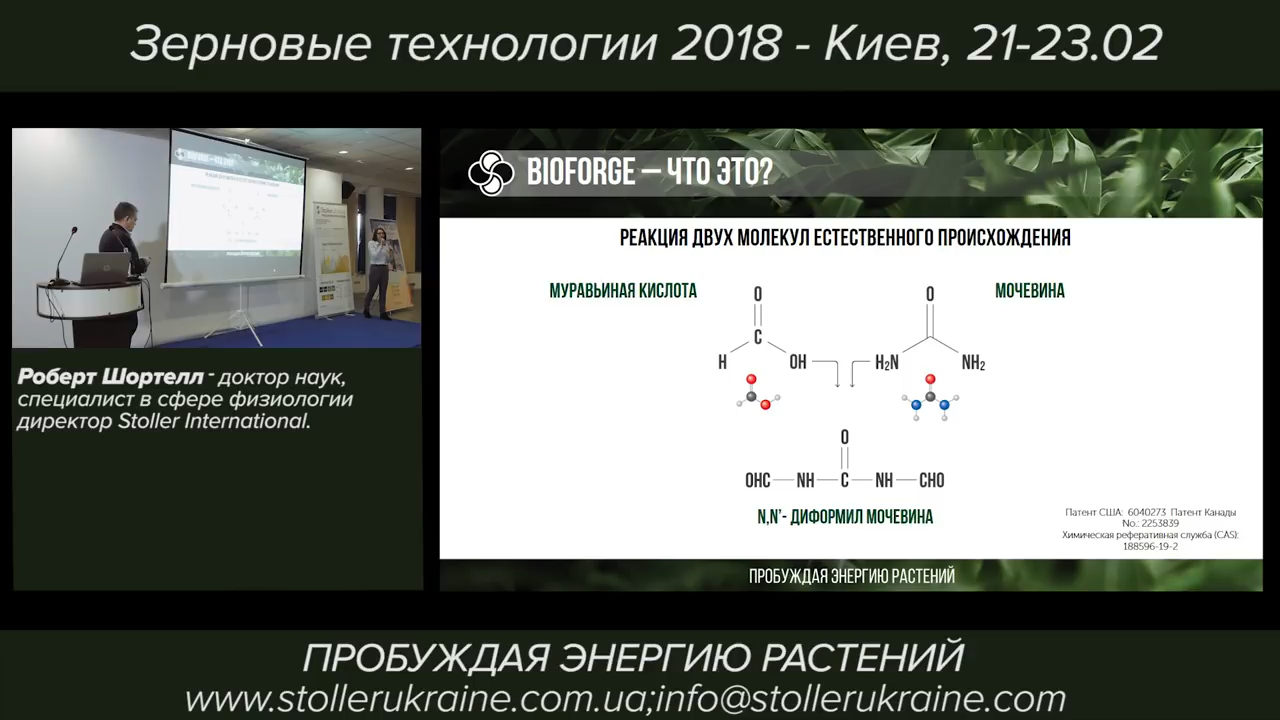 Зерновые технологии 2018 - Киев, 21-23.02
BIOFORGE – ЧТО ЭТО?
РЕАКЦИЯ ДВУХ МОЛЕКУЛ ЕСТЕСТВЕННОГО ПРОИСХОЖДЕНИЯ
МУРАВЬИНАЯ КИСЛОТА
МОЧЕВИНА
O
C
H
OH
O
H₂N
NH₂
O
OHC NH C NH CHO
N,N'- ДИФОРМИЛ МОЧЕВИНА
Патент США: 6040273 Патент Канады
No.: 2253839
Химическая реферативная служба (CAS):
188596-19-2
ПРОБУЖДАЯ ЭНЕРГИЮ РАСТЕНИЙ
Роберт Шортелл - доктор наук,
специалист в сфере физиологии
директор Stoller International.
ПРОБУЖДАЯ ЭНЕРГИЮ РАСТЕНИЙ
www.stollerukraine.com.ua;info@stollerukraine.com